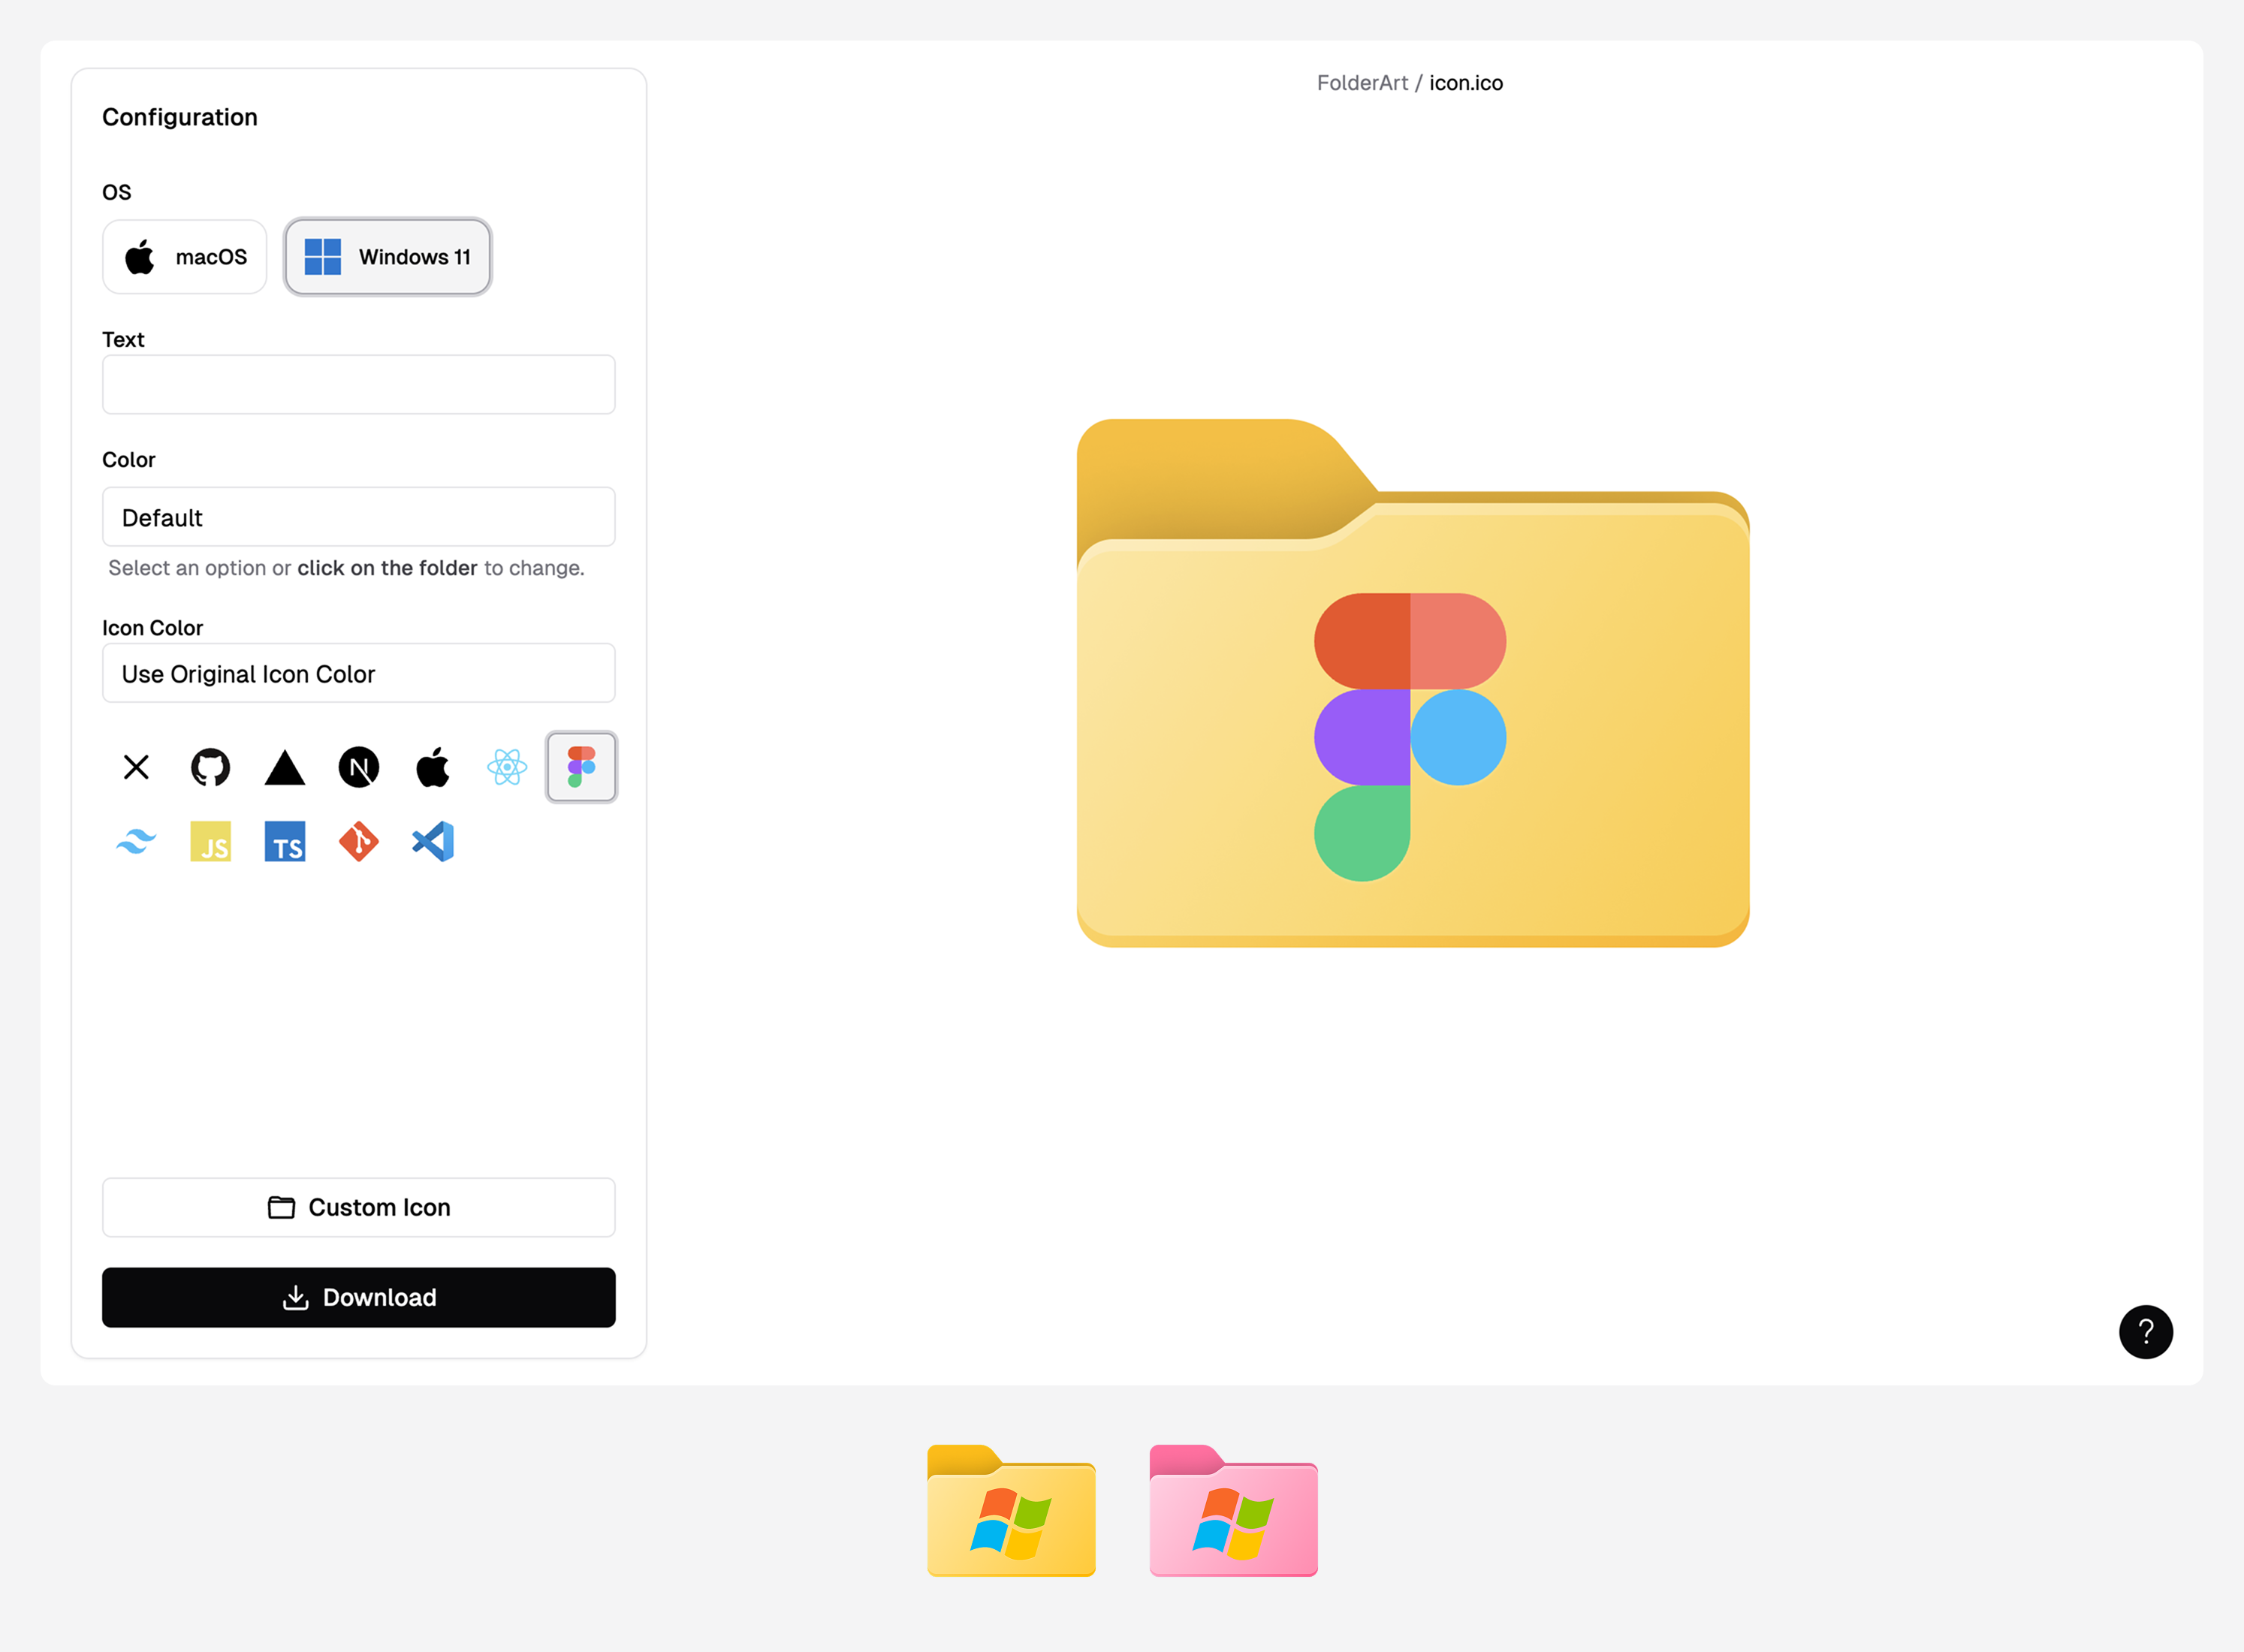 Configuration
OS
macOS
Windows 11
Text
Color
Default
Select an option or click on the folder to change.
Icon Color
Use Original Icon Color
N
JS
TS
Custom Icon
Download
FolderArt / icon.ico
?